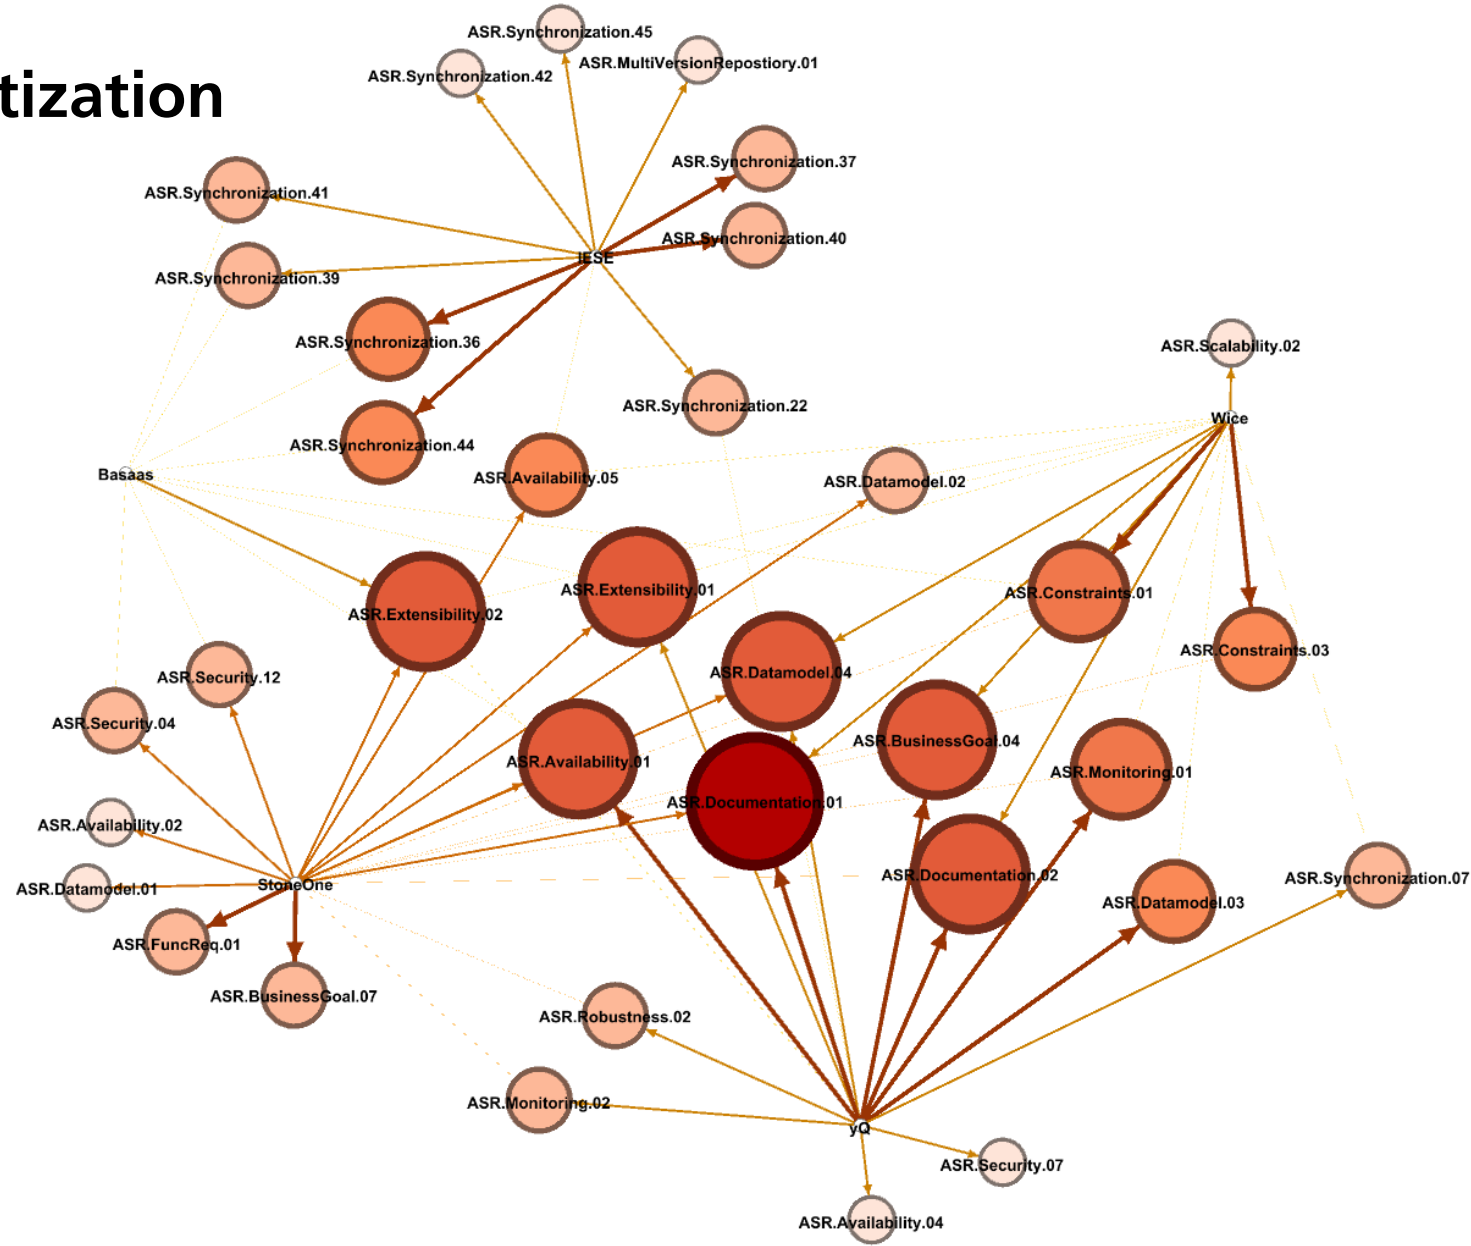 ASR.Synchronization.45
ASR.MultiVersionRepostiory.01
ASR.Synchronization.42
tization
ASR.Synchronization.37
ASR.Synchronization.41
ASR.Synchronization.40
IESE
ASR.Synchronization.39
ASR.Synchronization.36
ASR.Scalability.02
ASR.Synchronization.22
Wice
ASR.Synchronization.44
Basaas
ASR.Availability.05
ASR.Datamodel.02
ASR.Extensibility.01
ASR.Constraints.01
ASR.Extensibility.02
ASR.Constraints.03
ASR.Datamodel.04
ASR.Security.12
ASR.Security.04
ASR.BusinessGoal.04
ASR.Availability.01
ASR.Monitoring.01
ASR.Documentation.01
ASR.Availability.02
ASR.Documentation.02
ASR.Synchronization.07
StoneOne
ASR.Datamodel.01
ASR.Datamodel.03
ASR.FuncReq.01
ASR.BusinessGoal.07
ASR.Robustness.02
ASR.Monitoring.02
yQ
ASR.Security.07
ASR.Availability.04